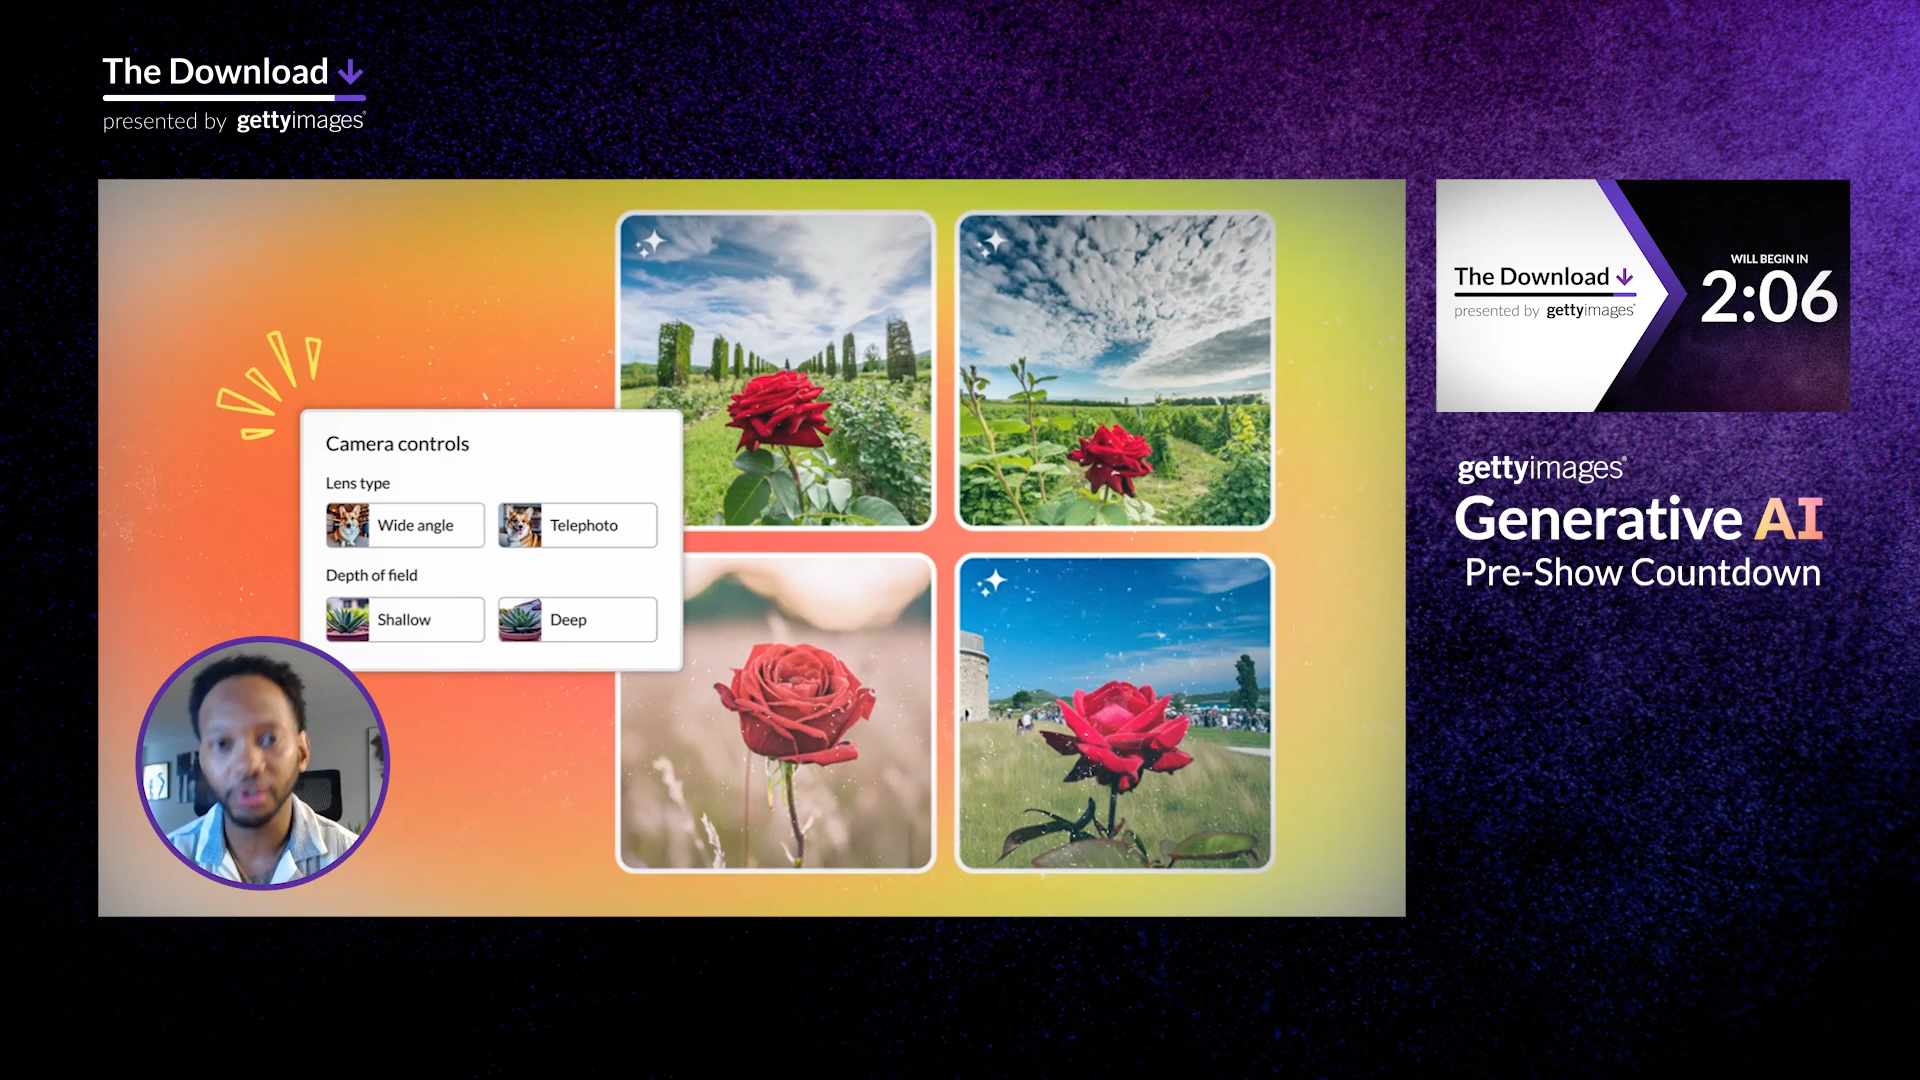 The Download
presented by gettyimages®
Camera controls
Lens type
Wide angle
Telephoto
Depth of field
Shallow
Deep
The Download
presented by gettyimages®
WILL BEGIN IN
2:06
gettyimages®
Generative AI
Pre-Show Countdown